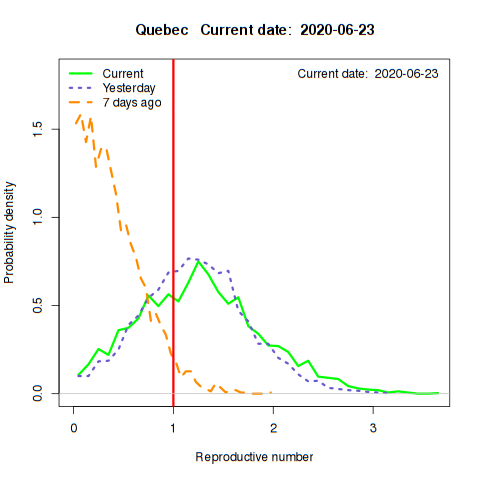 Quebec   Current date:  2020-06-23
Current
Yesterday
7 days ago
Current date:  2020-06-23
Probability density
1.5
1.0
0.5
0.0
0
1
2
3
Reproductive number